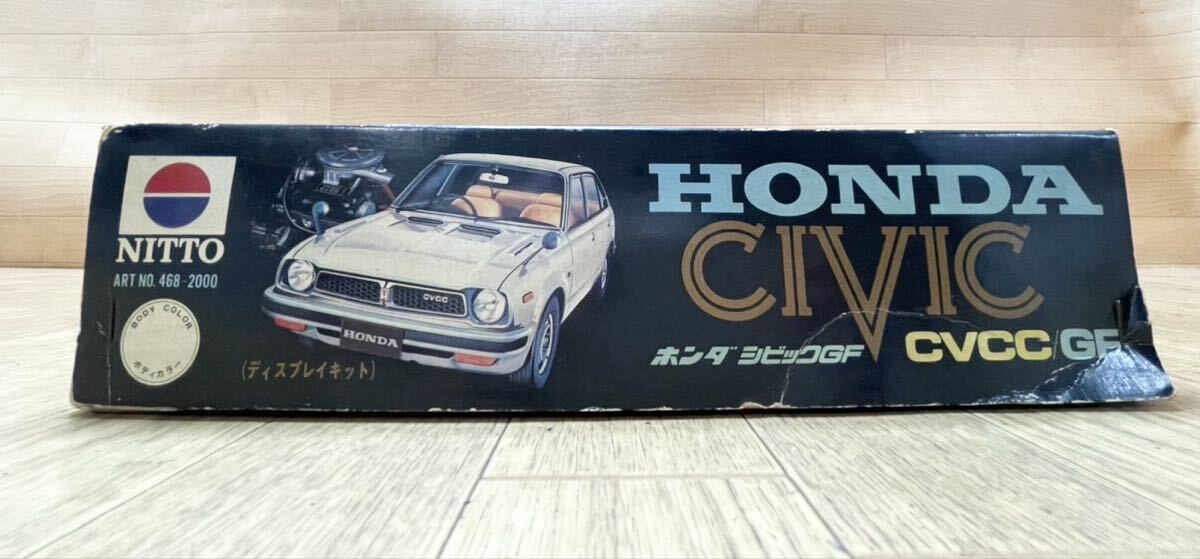 NITTO
ART NO. 468-2000
BODY COLOR
ボディカラー
(ディスプレイキット)
CVCC
HONDA
HONDA
CIVIC
ホンダ シビックGF
CVCC/GF